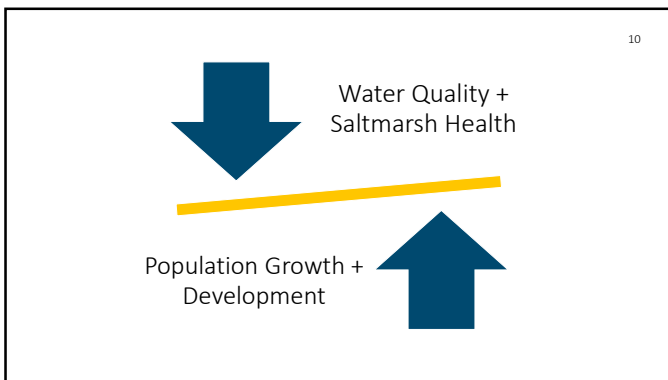 10
Water Quality +
Saltmarsh Health
Population Growth +
Development